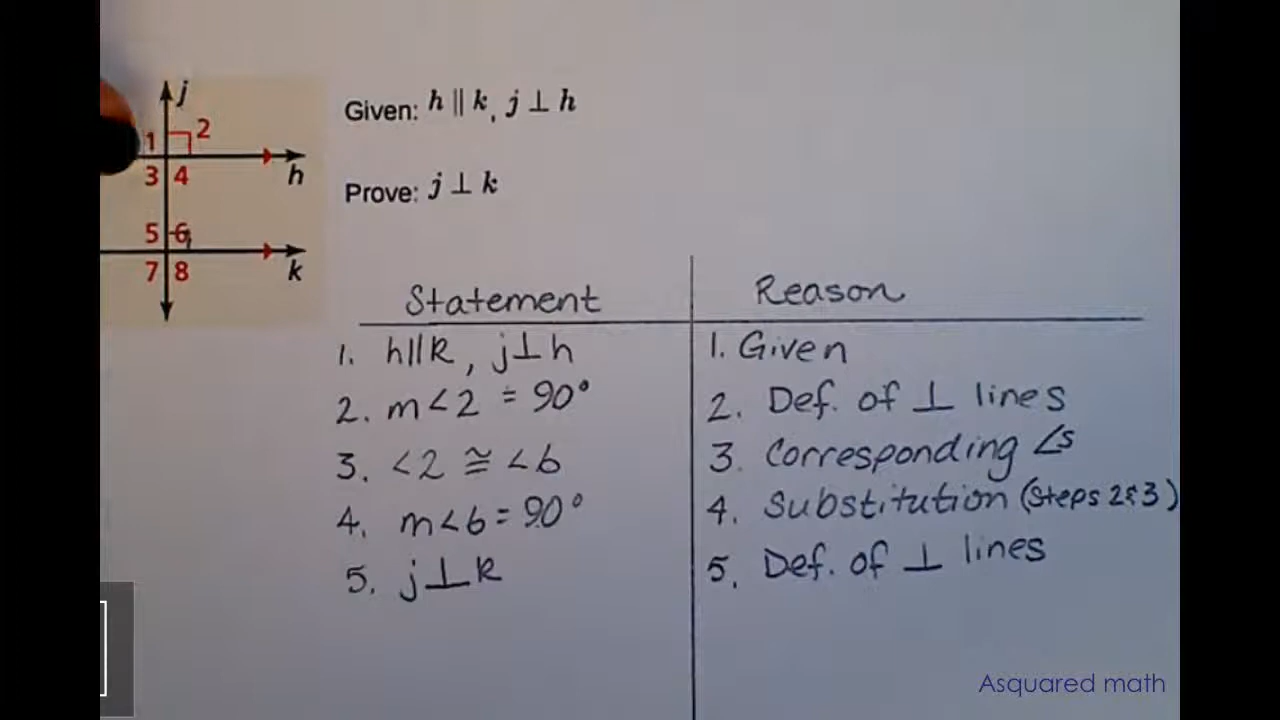 j
1 2
h
3 4
5 6
k
7 8
Given: h || k, j ⊥ h
Prove: j ⊥ k
Statement Reason
1. h || k, j ⊥ h 1. Given
2. m<2 = 90° 2. Def. of ⊥ lines
3. <2 ≅ <6 3. Corresponding ∠s
4. m<6 = 90° 4. Substitution (Steps 2&3)
5. j ⊥ k 5. Def. of ⊥ lines
Asquared math